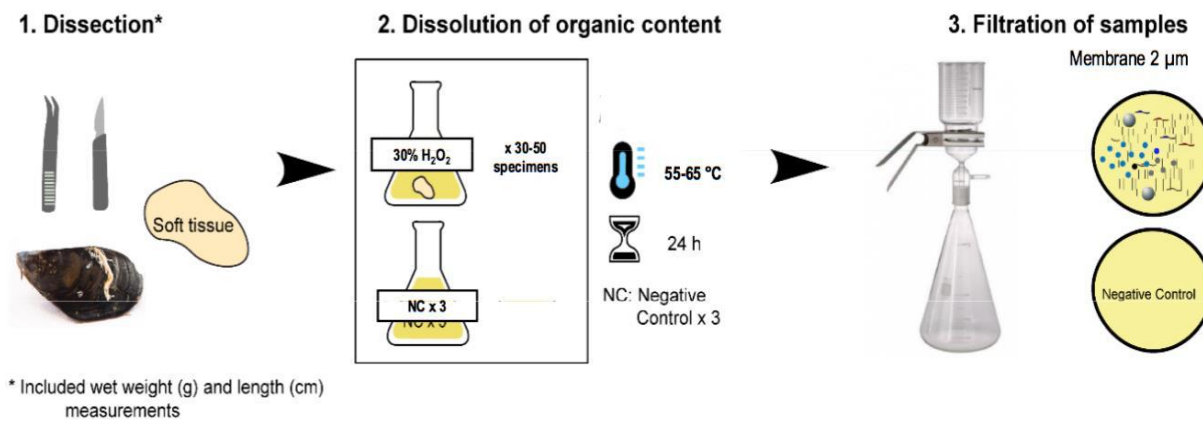 1. Dissection*
2. Dissolution of organic content
3. Filtration of samples
Membrane 2 µm
30% H₂O₂
x 30-50
specimens
55-65 ºC
Soft tissue
24 h
NC x 3
NC x 3
NC: Negative
Control x 3
Negative Control
* Included wet weight (g) and length (cm)
measurements